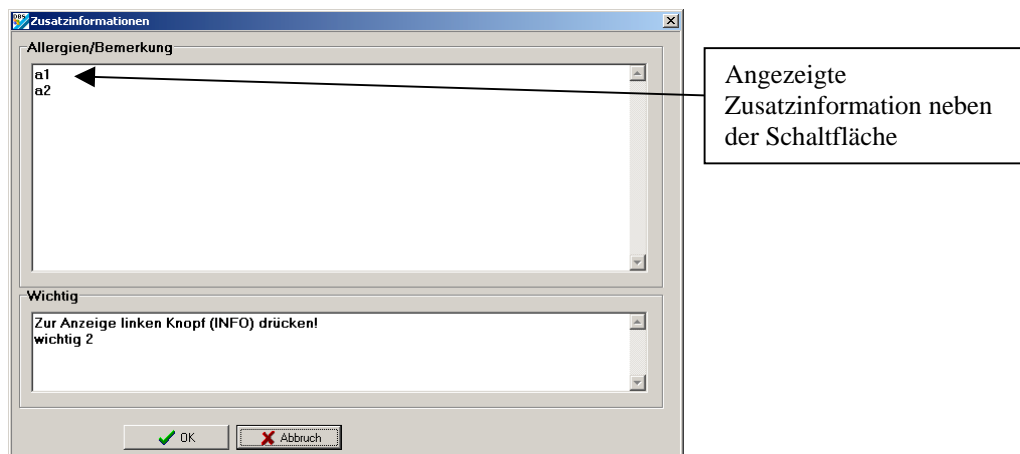 Zusatzinformationen
Allergien/Bemerkung
a1
a2
Angezeigte
Zusatzinformation neben
der Schaltfläche
Wichtig
Zur Anzeige linken Knopf (INFO) drücken!
wichtig 2
OK
Abbruch